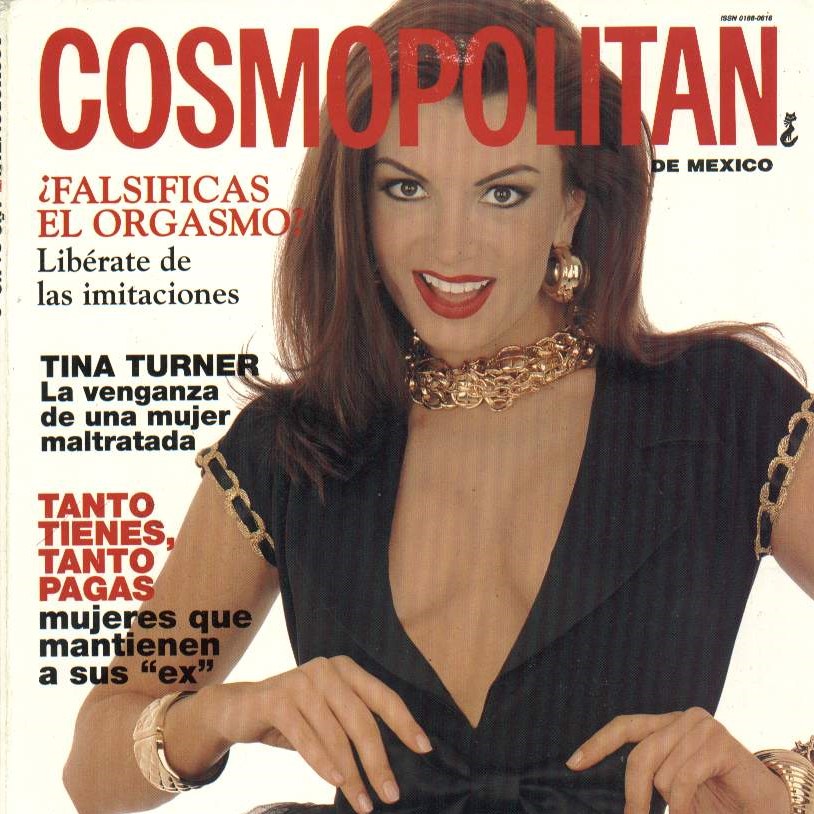 ISSN 0188-0616
COSMOPOLITAN
DE MEXICO
¿FALSIFICAS
EL ORGASMO?
Libérate de
las imitaciones
TINA TURNER
La venganza
de una mujer
maltratada
TANTO
TIENES,
TANTO
PAGAS
mujeres que
mantienen
a sus “ex”